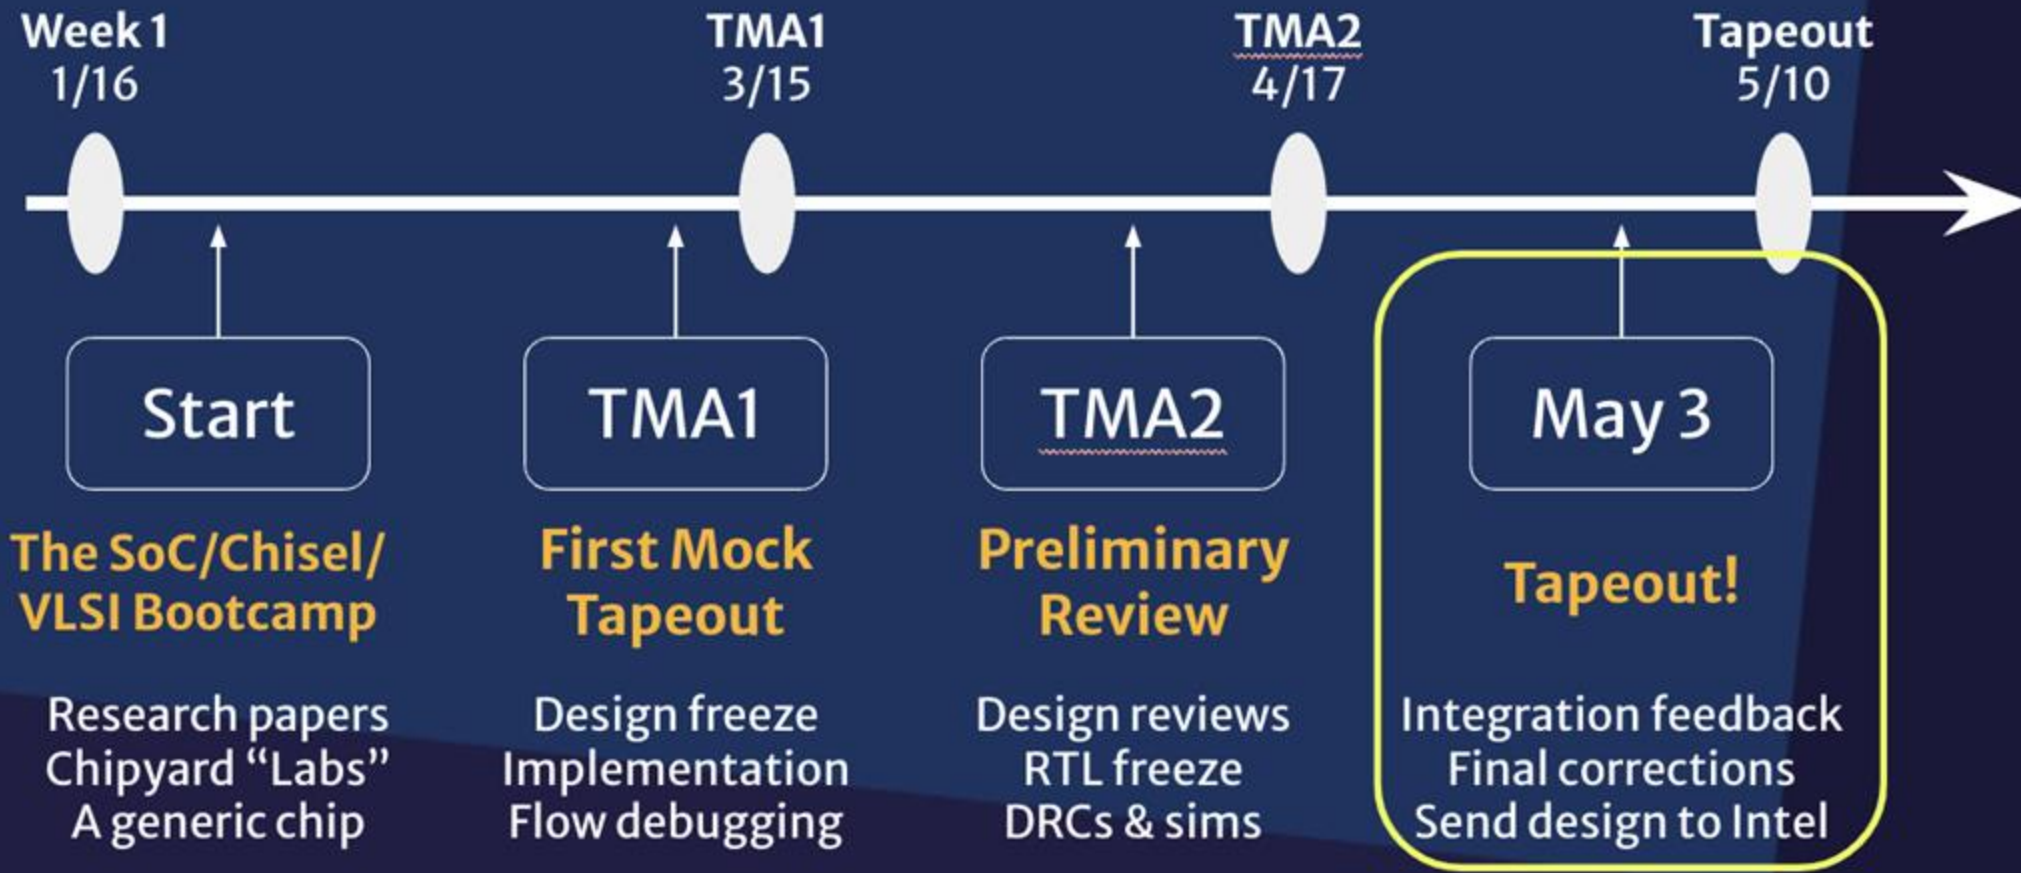 Week 1
1/16
TMA1
3/15
TMA2
4/17
Tapeout
5/10
Start
The SoC/Chisel/
VLSI Bootcamp
Research papers
Chipyard “Labs”
A generic chip
TMA1
First Mock
Tapeout
Design freeze
Implementation
Flow debugging
TMA2
Preliminary
Review
Design reviews
RTL freeze
DRCs & sims
May 3
Tapeout!
Integration feedback
Final corrections
Send design to Intel